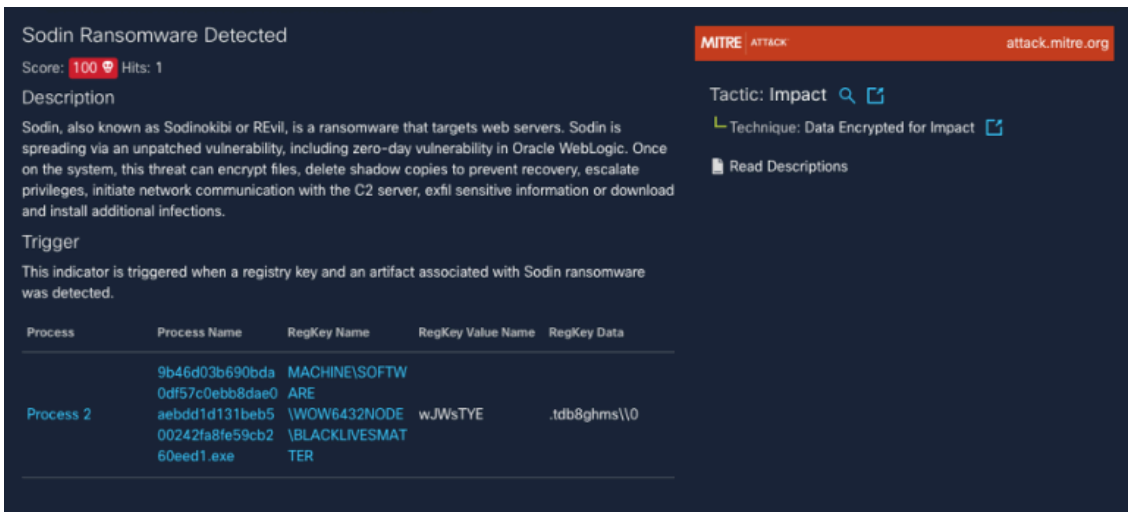 Sodin Ransomware Detected
Score: 100 Hits: 1
Description
Sodin, also known as Sodinokibi or REvil, is a ransomware that targets web servers. Sodin is
spreading via an unpatched vulnerability, including zero-day vulnerability in Oracle WebLogic. Once
on the system, this threat can encrypt files, delete shadow copies to prevent recovery, escalate
privileges, initiate network communication with the C2 server, exfil sensitive information or download
and install additional infections.
Trigger
This indicator is triggered when a registry key and an artifact associated with Sodin ransomware
was detected.
Process Process Name RegKey Name RegKey Value Name RegKey Data
9b46d03b690bda MACHINE\SOFTW
0df57c0ebb8dae0 ARE
Process 2 aebdd1d131beb5 \WOW6432NODE wJWsTYE .tdb8ghms\\0
00242fa8fe59cb2 \BLACKLIVESMAT
60eed1.exe TER
MITRE ATT&CK attack.mitre.org
Tactic: Impact
Technique: Data Encrypted for Impact
Read Descriptions